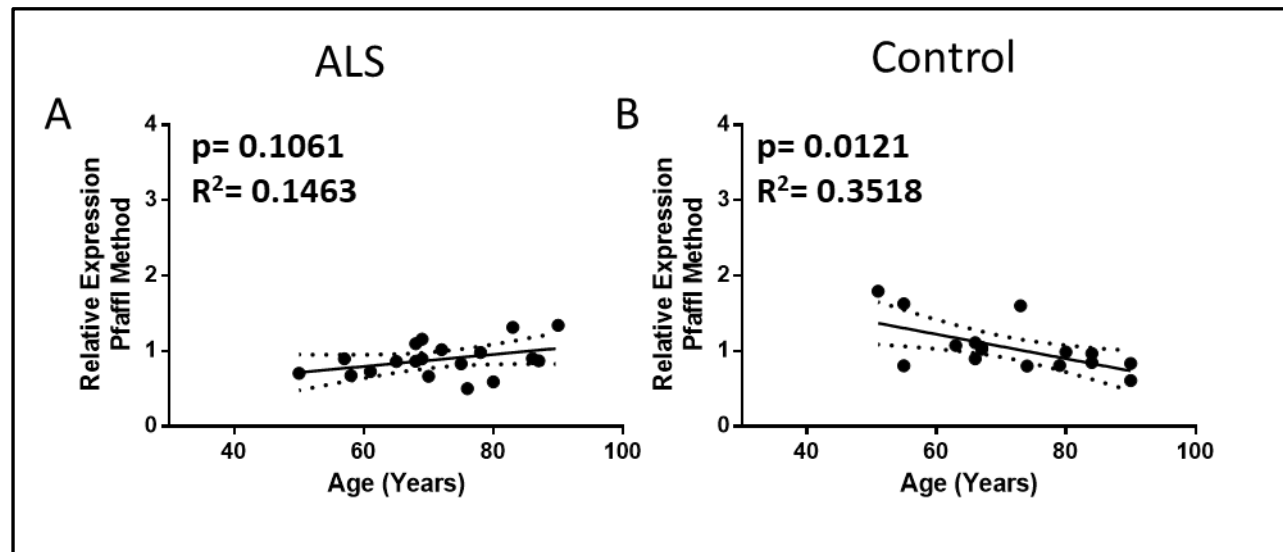 ALS
Control
A
p= 0.1061
R²= 0.1463
Relative Expression
Pfaffl Method
4
3
2
1
0
40
60
80
100
Age (Years)
B
p= 0.0121
R²= 0.3518
Relative Expression
Pfaffl Method
4
3
2
1
0
40
60
80
100
Age (Years)